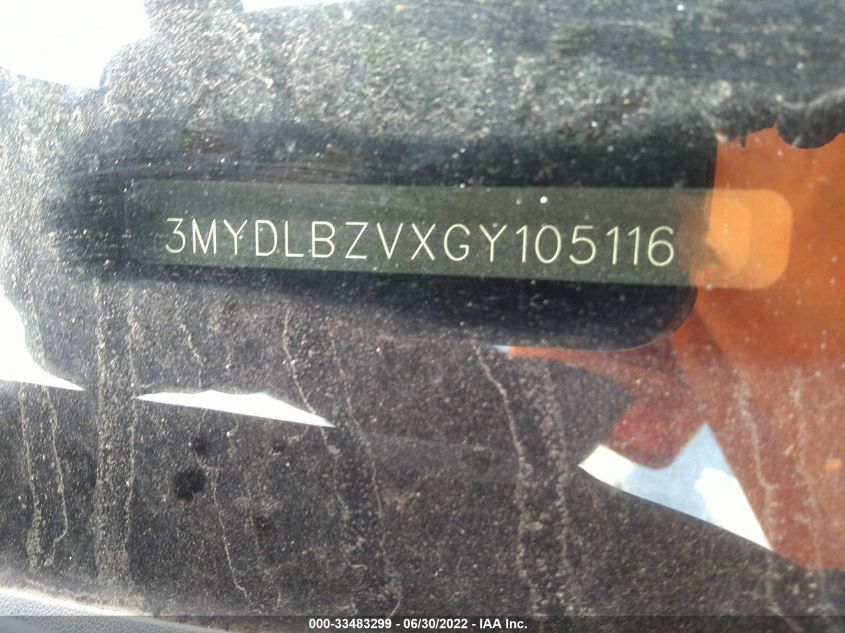 3MYDLBZVXGY105116
000-33483299 - 06/30/2022 - IAA Inc.